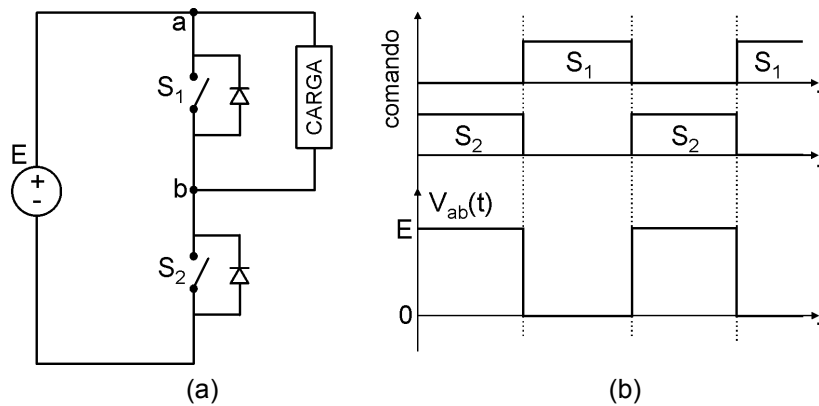 a
S₁
CARGA
E
+
-
b
S₂
(a)
comando
S₁
S₁
S₂
S₂
Vab(t)
E
0
(b)